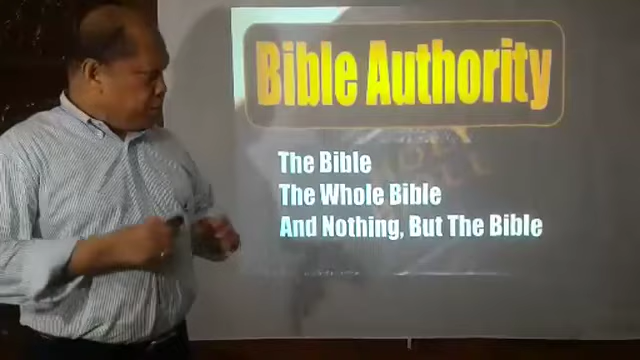 Bible Authority
The Bible
The Whole Bible
And Nothing, But The Bible